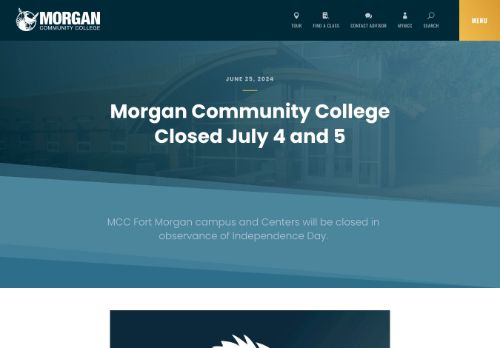 MORGAN
COMMUNITY COLLEGE
TOUR
FIND A CLASS
CONTACT ADVISOR
MYMCC
SEARCH
MENU
JUNE 25, 2024
Morgan Community College
Closed July 4 and 5
MCC Fort Morgan campus and Centers will be closed in
observance of Independence Day.